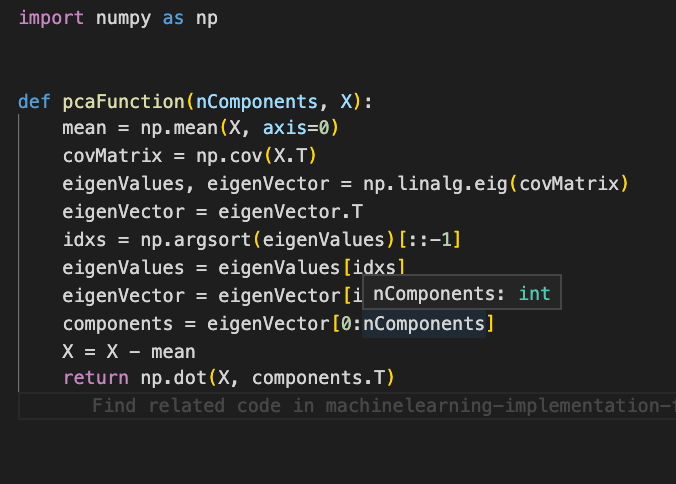 import numpy as np
def pcaFunction(nComponents, X):
mean = np.mean(X, axis=0)
covMatrix = np.cov(X.T)
eigenValues, eigenVector = np.linalg.eig(covMatrix)
eigenVector = eigenVector.T
idxs = np.argsort(eigenValues)[::-1]
eigenValues = eigenValues[idxs]
eigenVector = eigenVector[i
nComponents: int
components = eigenVector[0:nComponents]
X = X - mean
return np.dot(X, components.T)
Find related code in machinelearning-implementation-